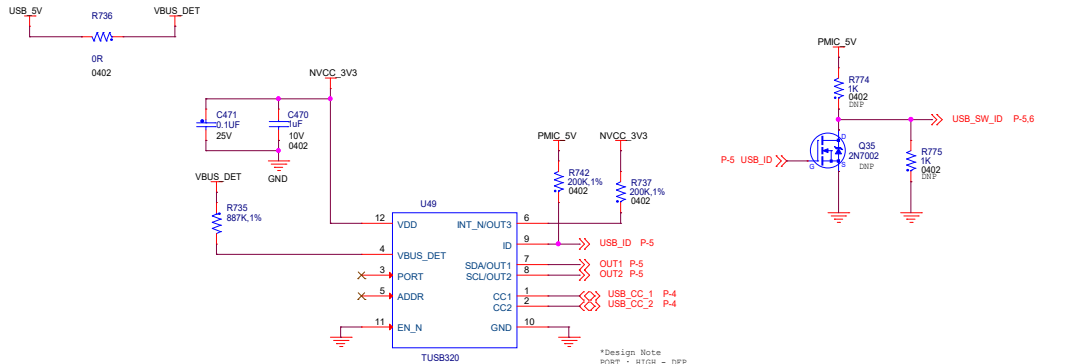 USB_5V
R736
VBUS_DET
0R
0402
NVCC_3V3
C471
0.1UF
25V
C470
1uF
10V
0402
GND
VBUS_DET
R735
887K,1%
PMIC_5V
NVCC_3V3
R742
200K,1%
0402
R737
200K,1%
0402
U49
12 VDD
4 VBUS_DET
3 PORT
5 ADDR
11 EN_N
INT_N/OUT3 6
ID 9
USB_ID P-5
SDA/OUT1 7
OUT1 P-5
SCL/OUT2 8
OUT2 P-5
CC1 1
USB_CC_1 P-4
CC2 2
USB_CC_2 P-4
GND 10
TUSB320
*Design Note
PORT : HIGH - DFP
PMIC_5V
R774
1K
0402
DNP
USB_SW_ID P-5,6
P-5 USB_ID
D
G
S
Q35
2N7002
DNP
R775
1K
0402
DNP